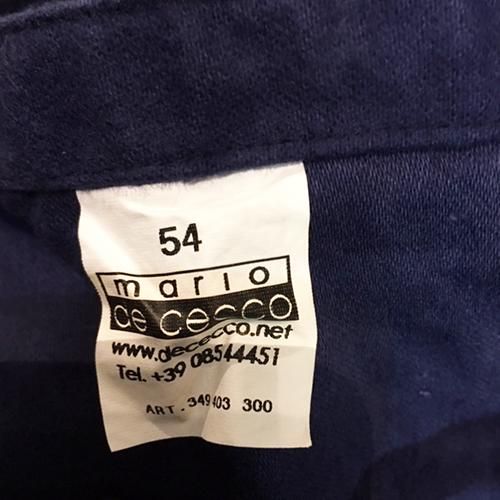 54
mario
de cecco
www.dececco.net
Tel. +39 08544451
ART. 349403 300